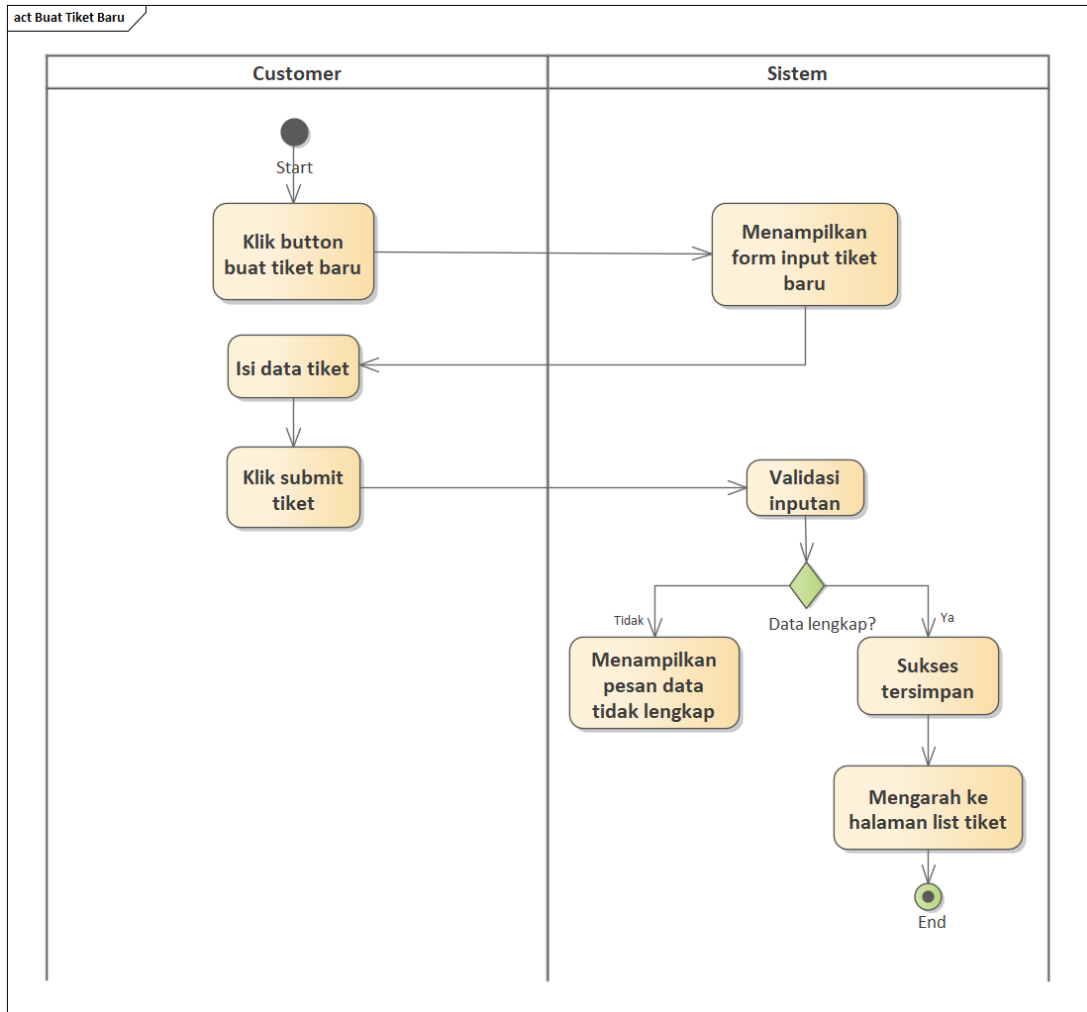 act Buat Tiket Baru
Customer
Sistem
Start
Klik button
buat tiket baru
Menampilkan
form input tiket
baru
Isi data tiket
Klik submit
tiket
Validasi
inputan
Data lengkap?
Tidak
Ya
Menampilkan
pesan data
tidak lengkap
Sukses
tersimpan
Mengarah ke
halaman list tiket
End